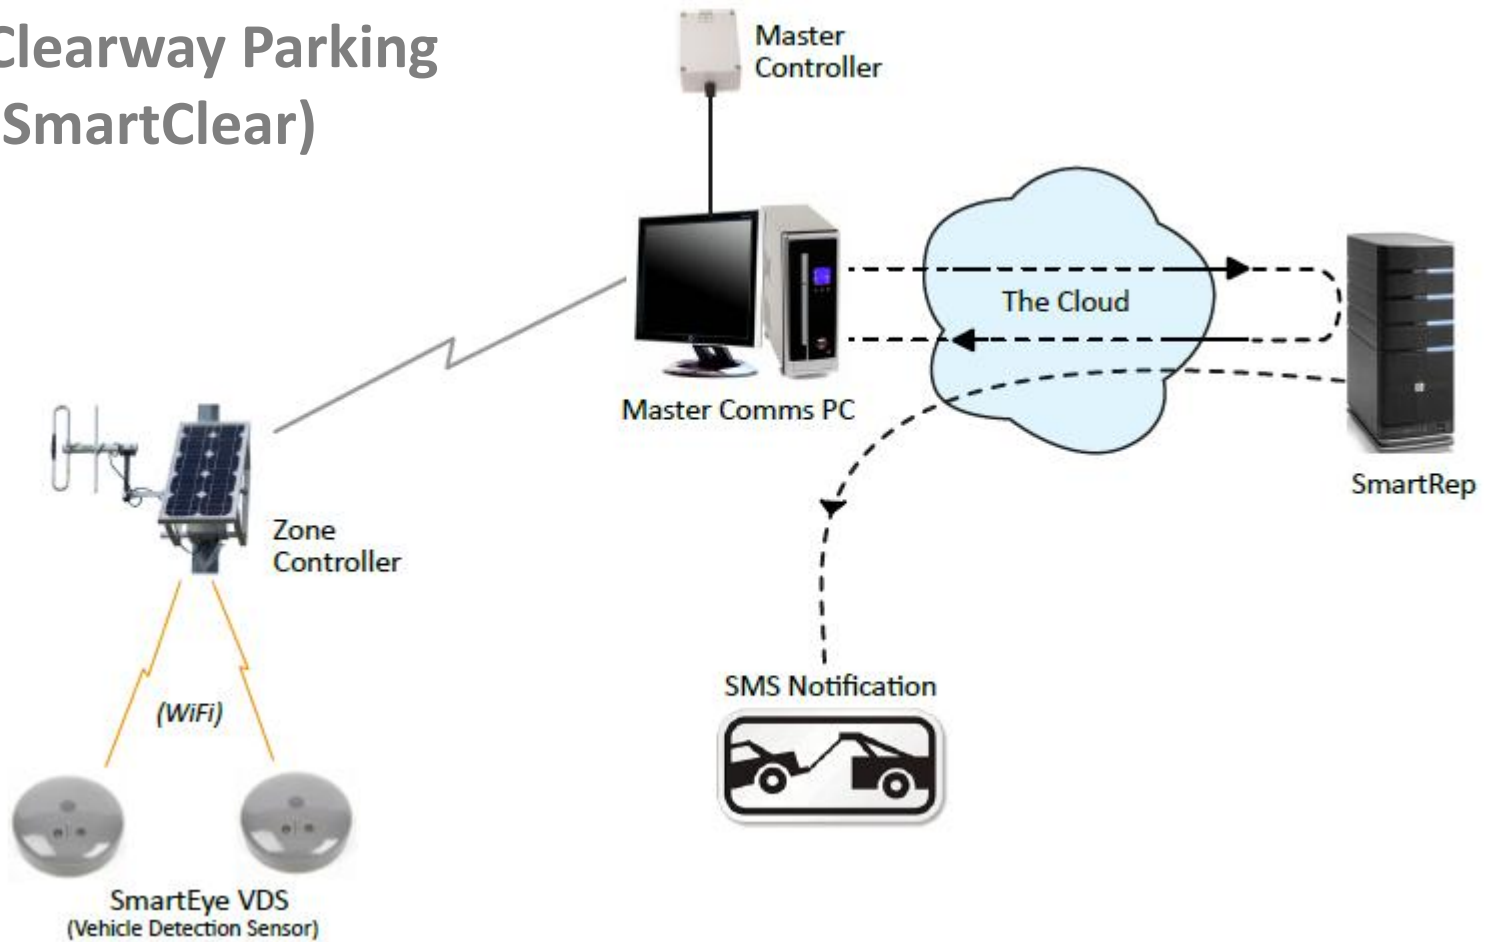 Clearway Parking
SmartClear)
Master
Controller
The Cloud
Master Comms PC
SmartRep
Zone
Controller
(WiFi)
SMS Notification
SmartEye VDS
(Vehicle Detection Sensor)